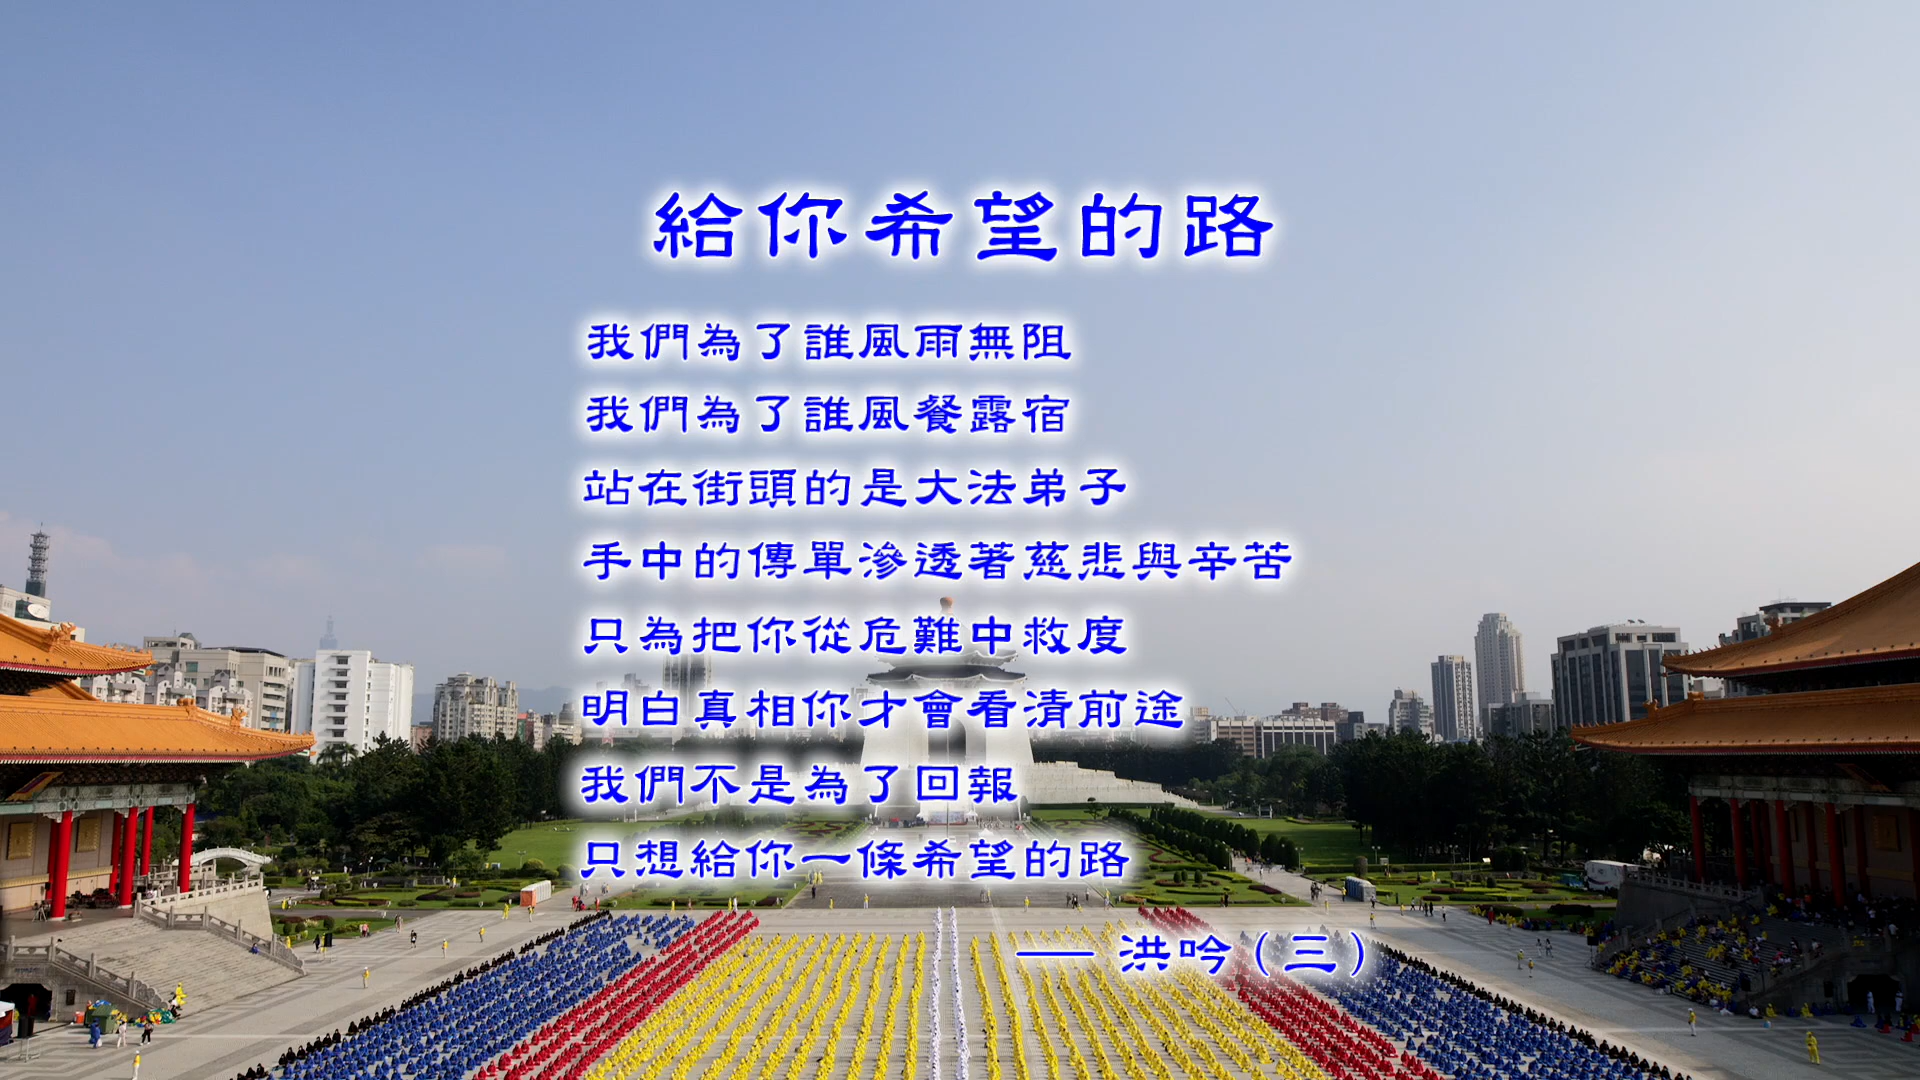 給你希望的路
我們為了誰風雨無阻
我們為了誰風餐露宿
站在街頭的是大法弟子
手中的傳單滲透著慈悲與辛苦
只為把你從危難中救度
明白真相你才會看清前途
我們不是為了回報
只想給你一條希望的路
—— 洪吟（三）